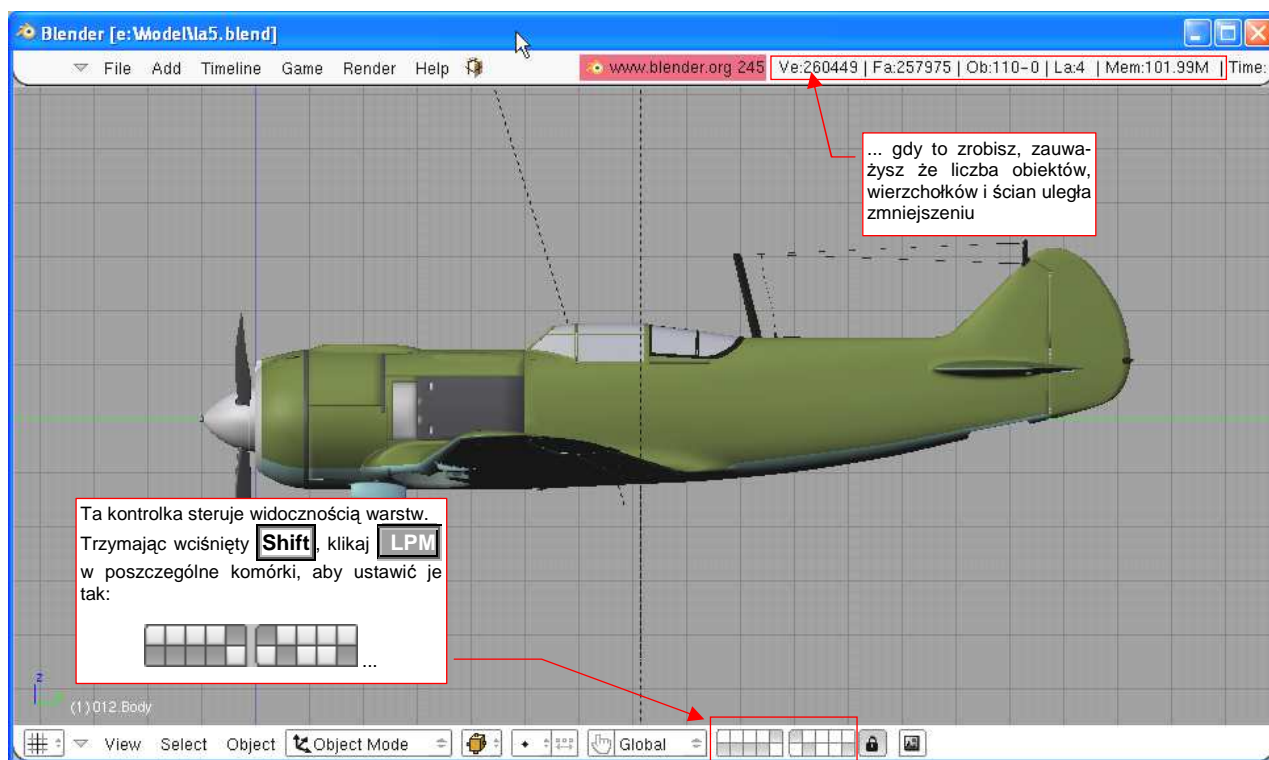 Blender [e:\Model\la5.blend]
File Add Timeline Game Render Help www.blender.org 245 Ve:260449 | Fa:257975 | Ob:110-0 | La:4 | Mem:101.99M | Time:
... gdy to zrobisz, zauwa-
żysz że liczba obiektów,
wierzchołków i ścian uległa
zmniejszeniu
Ta kontrolka steruje widocznością warstw.
Trzymając wciśnięty Shift, klikaj LPM
w poszczególne komórki, aby ustawić je
tak:
...
z
(1) 012.Body
View Select Object Object Mode Global